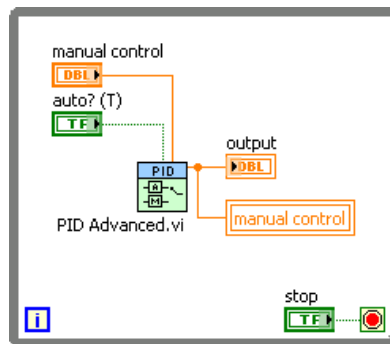 manual control
DBL
auto? (T)
TF
PID
A
M
PID Advanced.vi
output
DBL
manual control
stop
TF
i